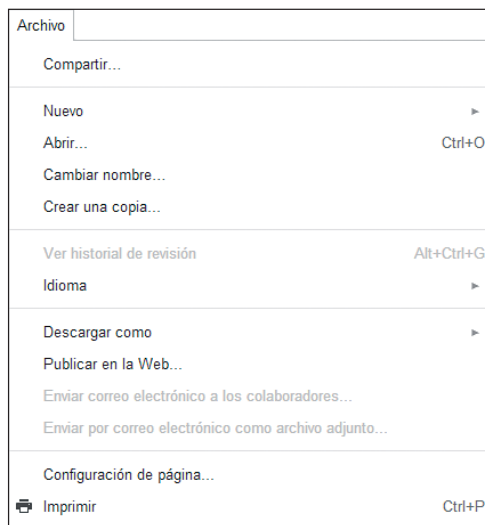 Archivo
Compartir...
Nuevo ►
Abrir... Ctrl+O
Cambiar nombre...
Crear una copia...
Ver historial de revisión Alt+Ctrl+G
Idioma ►
Descargar como ►
Publicar en la Web...
Enviar correo electrónico a los colaboradores...
Enviar por correo electrónico como archivo adjunto...
Configuración de página...
Imprimir Ctrl+P